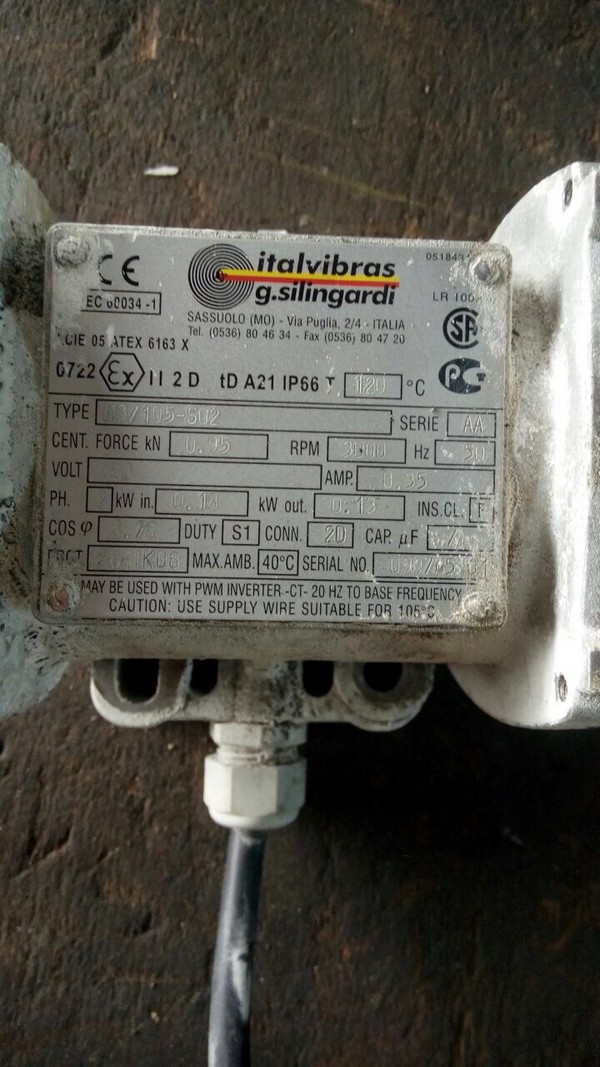 CE
italvibras
g.silingardi
EC 60034-1
SASSUOLO (MO) - Via Puglia, 2/4 - ITALIA
Tel. (0536) 80 46 34 - Fax (0536) 80 47 20
05 ATEX 6163 X
0722 Ex II 2 D tD A21 IP66 T. 120 °C
TYPE SERIE AA
CENT. FORCE kN 0.95 RPM 3000 Hz 50
VOLT AMP. 0.35
PH. kW in. kW out. 0.13 INS.CL. F
COS φ DUTY S1 CONN. 2D CAP. µF
MAX.AMB. 40°C SERIAL NO.
MAY BE USED WITH PWM INVERTER -CT- 20 HZ TO BASE FREQUENCY
CAUTION: USE SUPPLY WIRE SUITABLE FOR 105°C